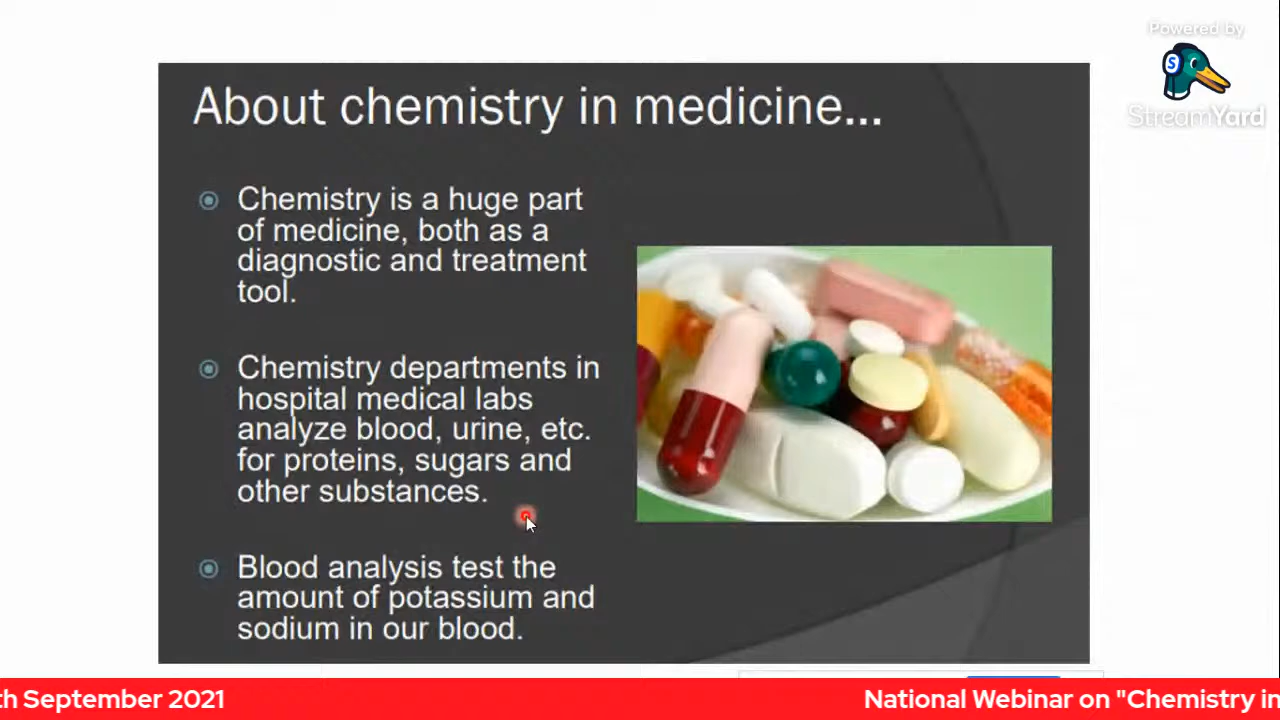 Powered by
StreamYard
About chemistry in medicine...
Chemistry is a huge part
of medicine, both as a
diagnostic and treatment
tool.
Chemistry departments in
hospital medical labs
analyze blood, urine, etc.
for proteins, sugars and
other substances.
Blood analysis test the
amount of potassium and
sodium in our blood.
th September 2021
National Webinar on "Chemistry in